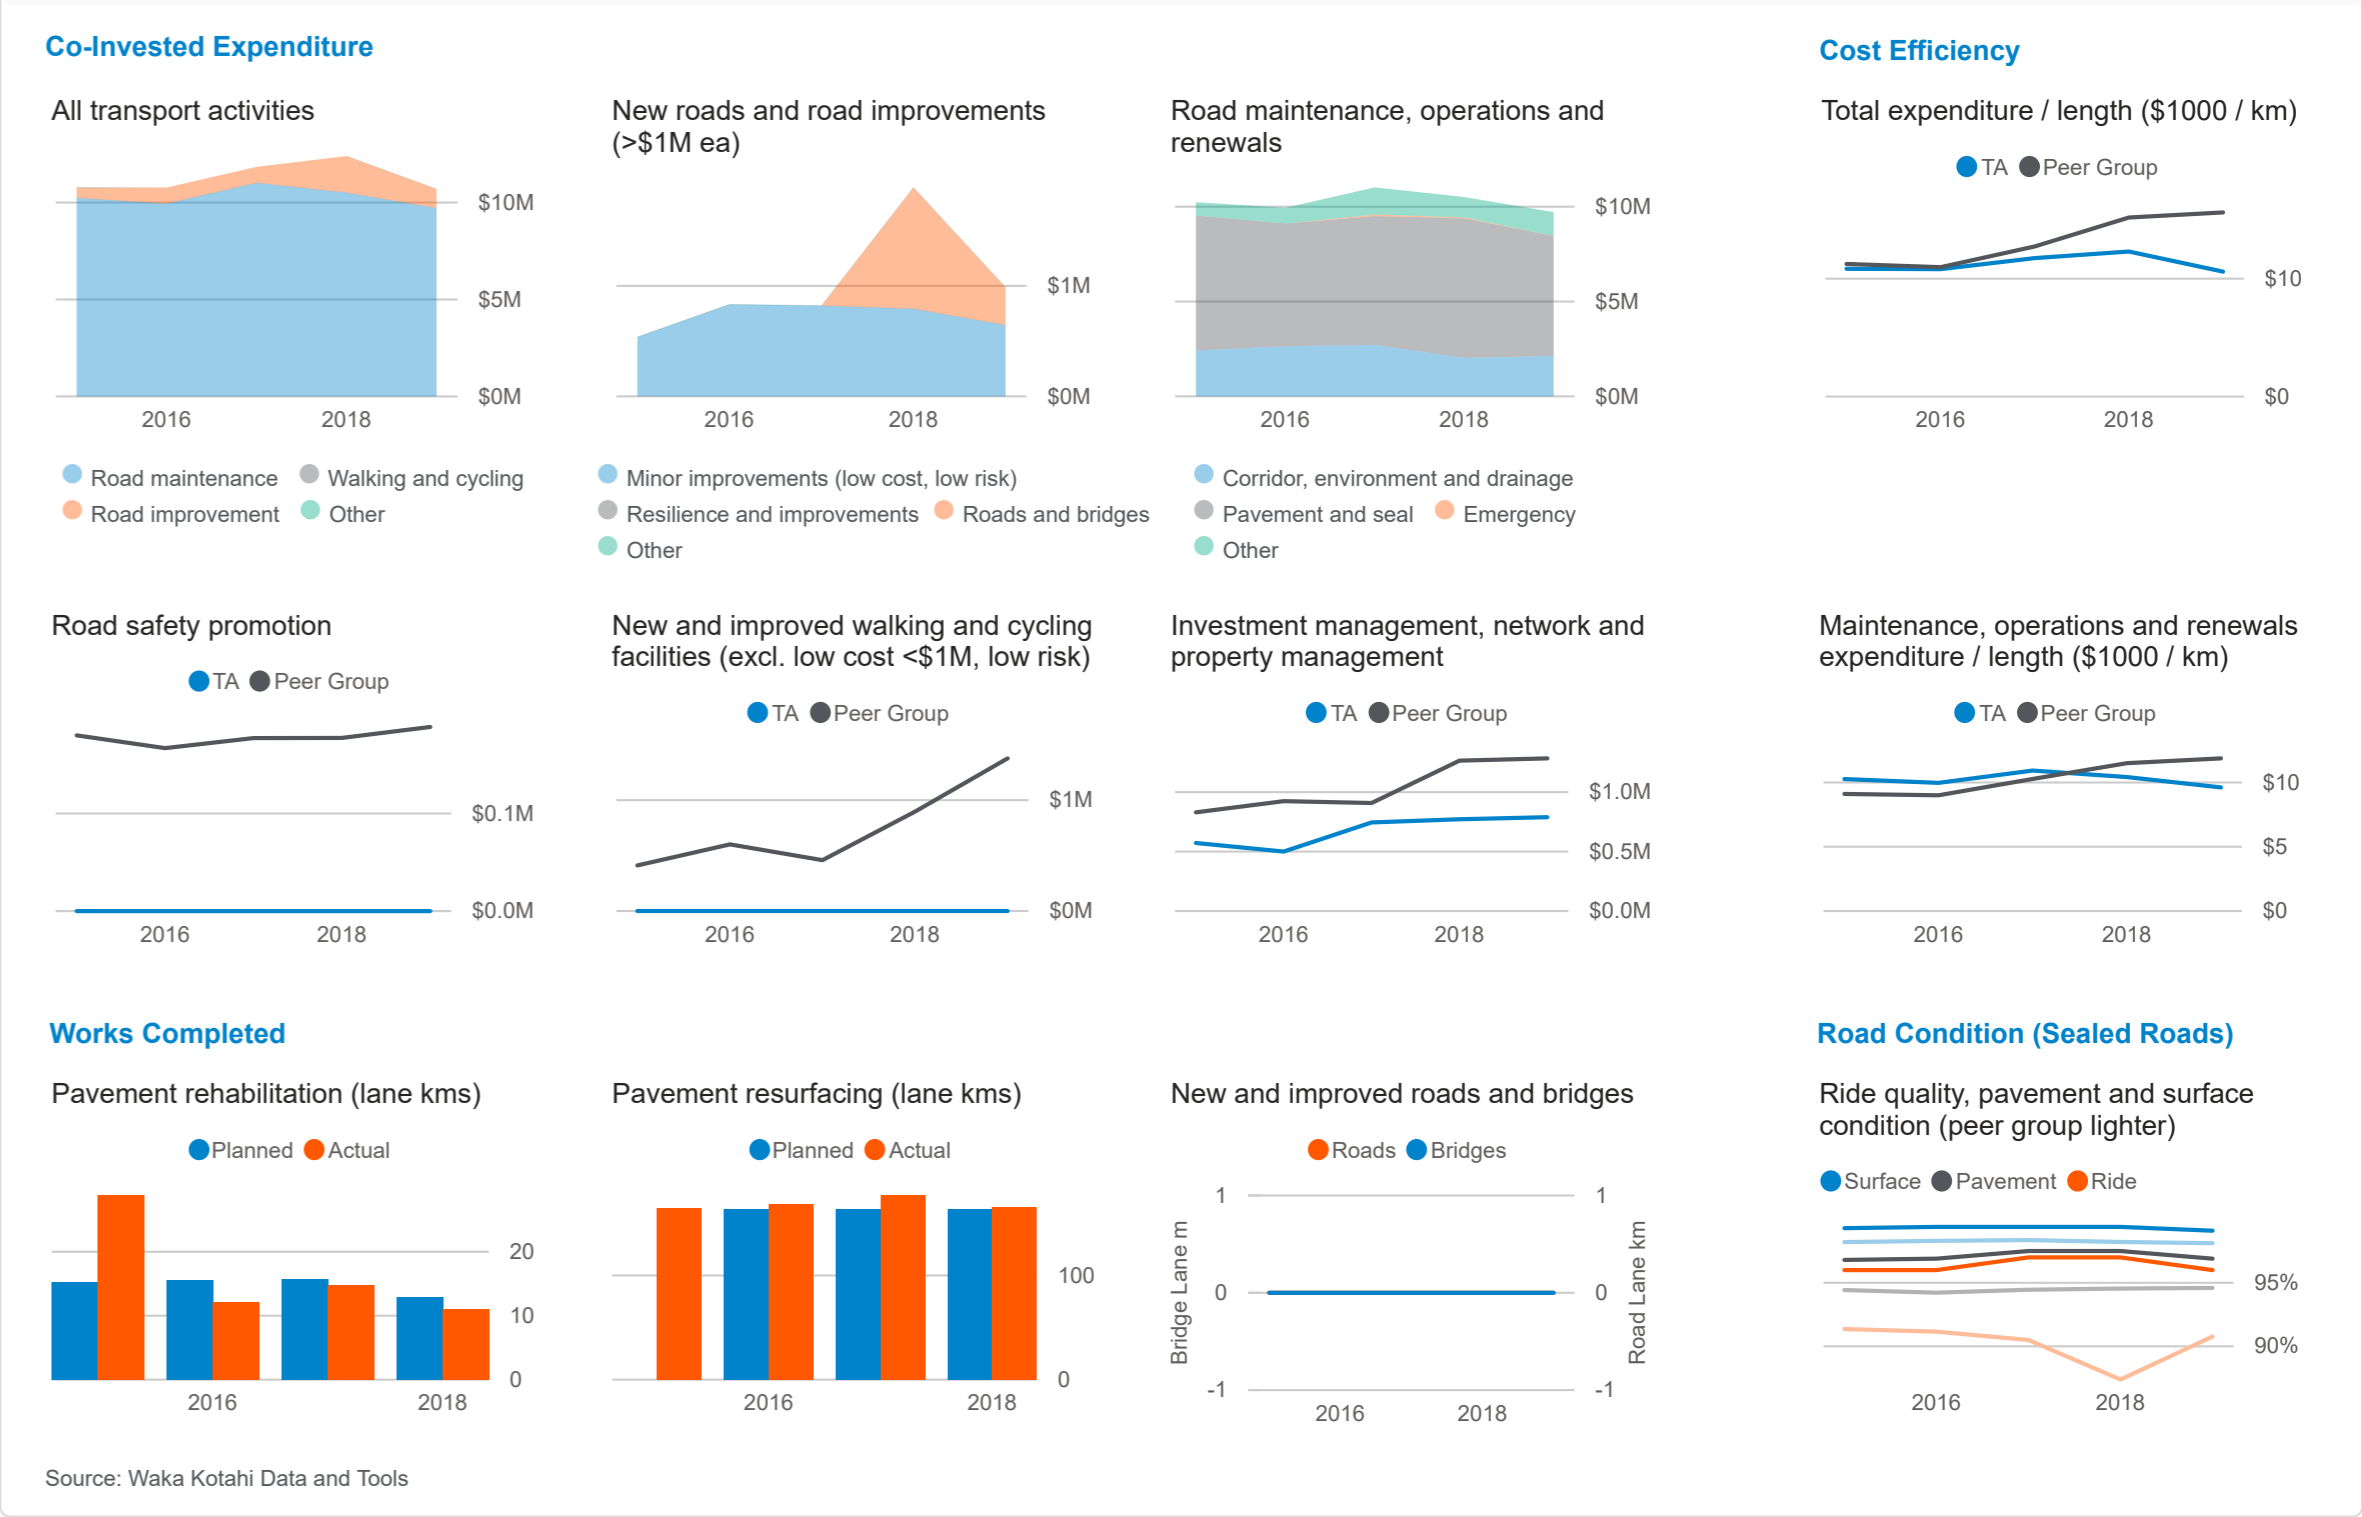 Co-Invested Expenditure
Cost Efficiency
All transport activities
$10M
$5M
$0M
2016 2018
Road maintenance Walking and cycling
Road improvement Other
New roads and road improvements
(>$1M ea)
$1M
$0M
2016 2018
Minor improvements (low cost, low risk)
Resilience and improvements Roads and bridges
Other
Road maintenance, operations and
renewals
$10M
$5M
$0M
2016 2018
Corridor, environment and drainage
Pavement and seal Emergency
Other
Total expenditure / length ($1000 / km)
TA Peer Group
$10
$0
2016 2018
Road safety promotion
TA Peer Group
$0.1M
$0.0M
2016 2018
New and improved walking and cycling
facilities (excl. low cost <$1M, low risk)
TA Peer Group
$1M
$0M
2016 2018
Investment management, network and
property management
TA Peer Group
$1.0M
$0.5M
$0.0M
2016 2018
Maintenance, operations and renewals
expenditure / length ($1000 / km)
TA Peer Group
$10
$5
$0
2016 2018
Works Completed
Road Condition (Sealed Roads)
Pavement rehabilitation (lane kms)
Planned Actual
20
10
0
2016 2018
Pavement resurfacing (lane kms)
Planned Actual
100
0
2016 2018
New and improved roads and bridges
Roads Bridges
Bridge Lane m
Road Lane km
1 1
0 0
-1 -1
2016 2018
Ride quality, pavement and surface
condition (peer group lighter)
Surface Pavement Ride
95%
90%
2016 2018
Source: Waka Kotahi Data and Tools